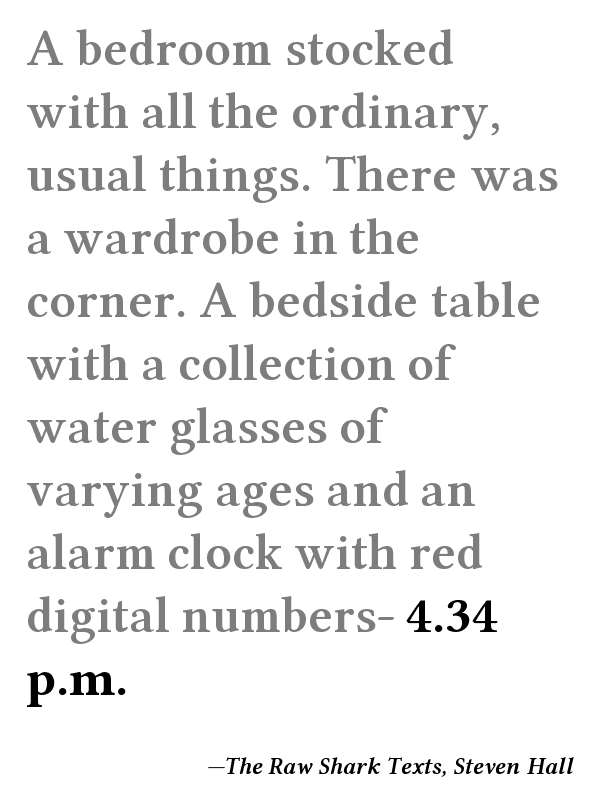 A bedroom stocked
with all the ordinary,
usual things. There was
a wardrobe in the
corner. A bedside table
with a collection of
water glasses of
varying ages and an
alarm clock with red
digital numbers- 4.34
p.m.
—The Raw Shark Texts, Steven Hall